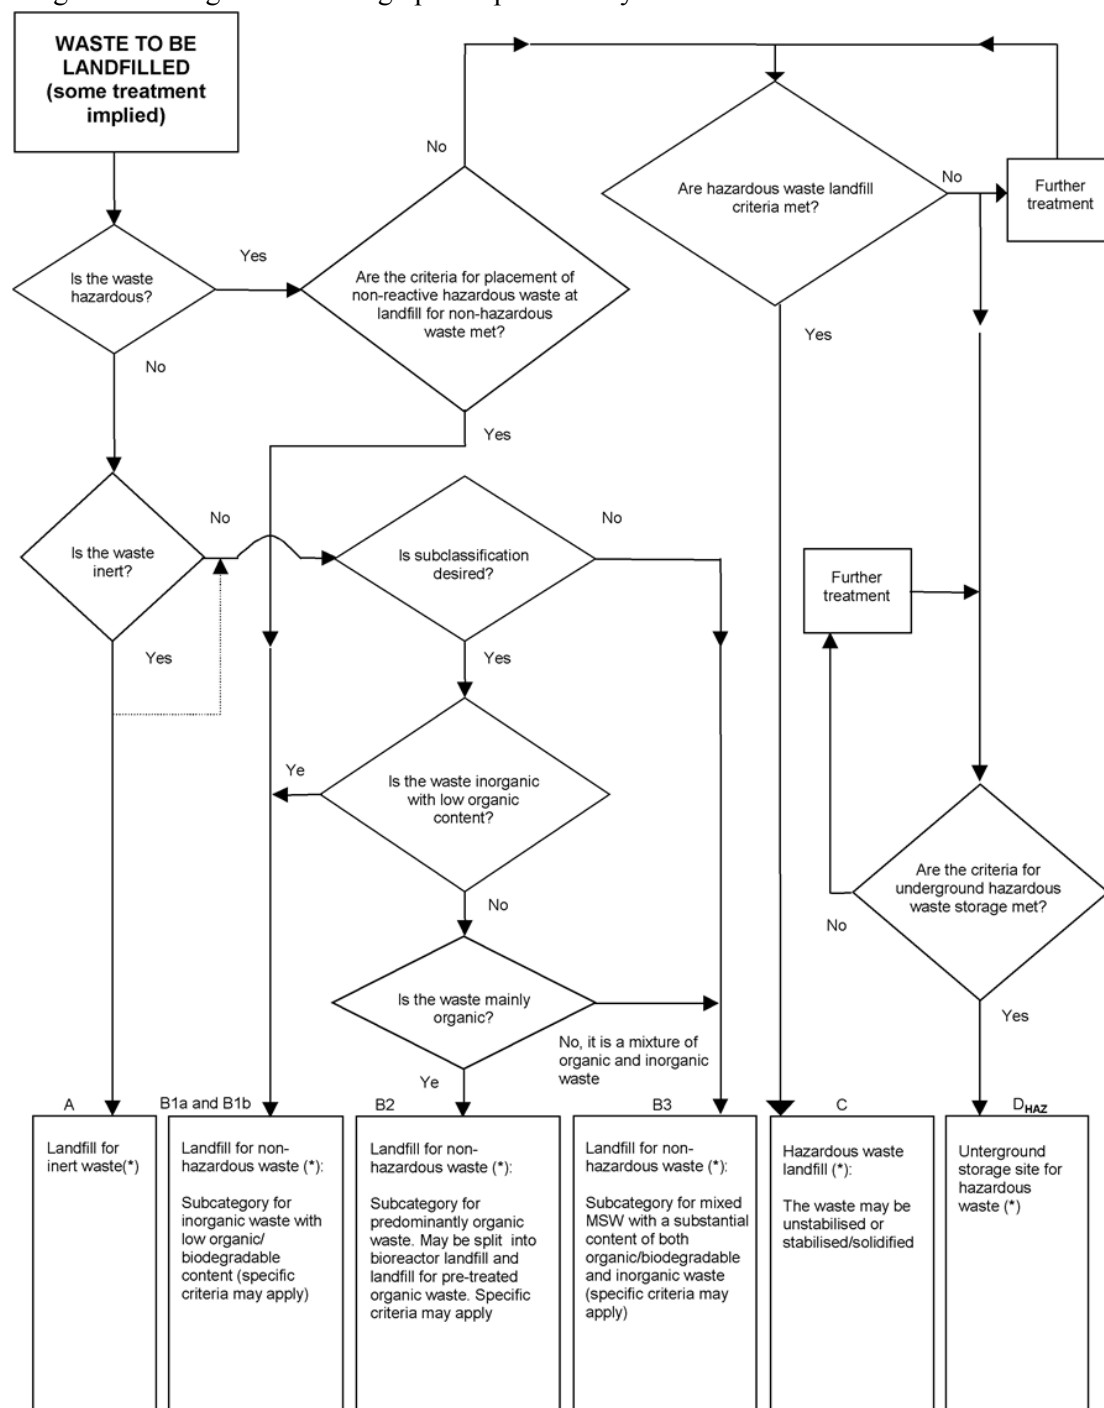 WASTE TO BE
LANDFILLED
(some treatment
implied)
No
Are hazardous waste landfill
criteria met?
No
Further
treatment
Is the waste
hazardous?
Yes
Are the criteria for placement of
non-reactive hazardous waste at
landfill for non-hazardous
waste met?
Yes
No
Yes
Is the waste
inert?
No
Is subclassification
desired?
No
Further
treatment
Yes
Yes
Is the waste inorganic
with low organic
content?
Ye
Are the criteria for
underground hazardous
waste storage met?
No
No
Is the waste mainly
organic?
Yes
No, it is a mixture of
organic and inorganic
waste
Ye
A
B1a and B1b
B2
B3
C
DHAZ
Landfill for
inert waste(*)
Landfill for non-
hazardous waste (*):
Subcategory for
inorganic waste with
low organic/
biodegradable
content (specific
criteria may apply)
Landfill for non-
hazardous waste (*):
Subcategory for
predominantly organic
waste. May be split into
bioreactor landfill and
landfill for pre-treated
organic waste. Specific
criteria may apply
Landfill for non-
hazardous waste (*):
Subcategory for mixed
MSW with a substantial
content of both
organic/biodegradable
and inorganic waste
(specific criteria may
apply)
Hazardous waste
landfill (*):
The waste may be
unstabilised or
stabilised/solidified
Unterground
storage site for
hazardous
waste (*)